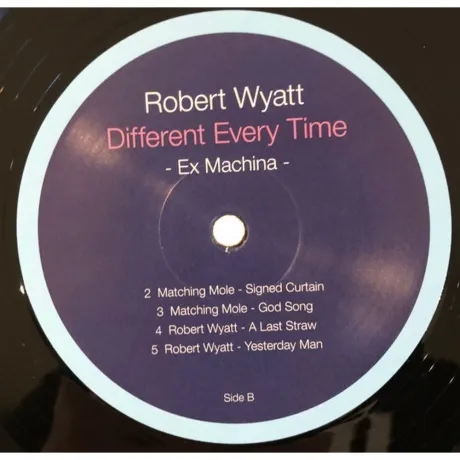 Robert Wyatt
Different Every Time
- Ex Machina -
2 Matching Mole - Signed Curtain
3 Matching Mole - God Song
4 Robert Wyatt - A Last Straw
5 Robert Wyatt - Yesterday Man
Side B